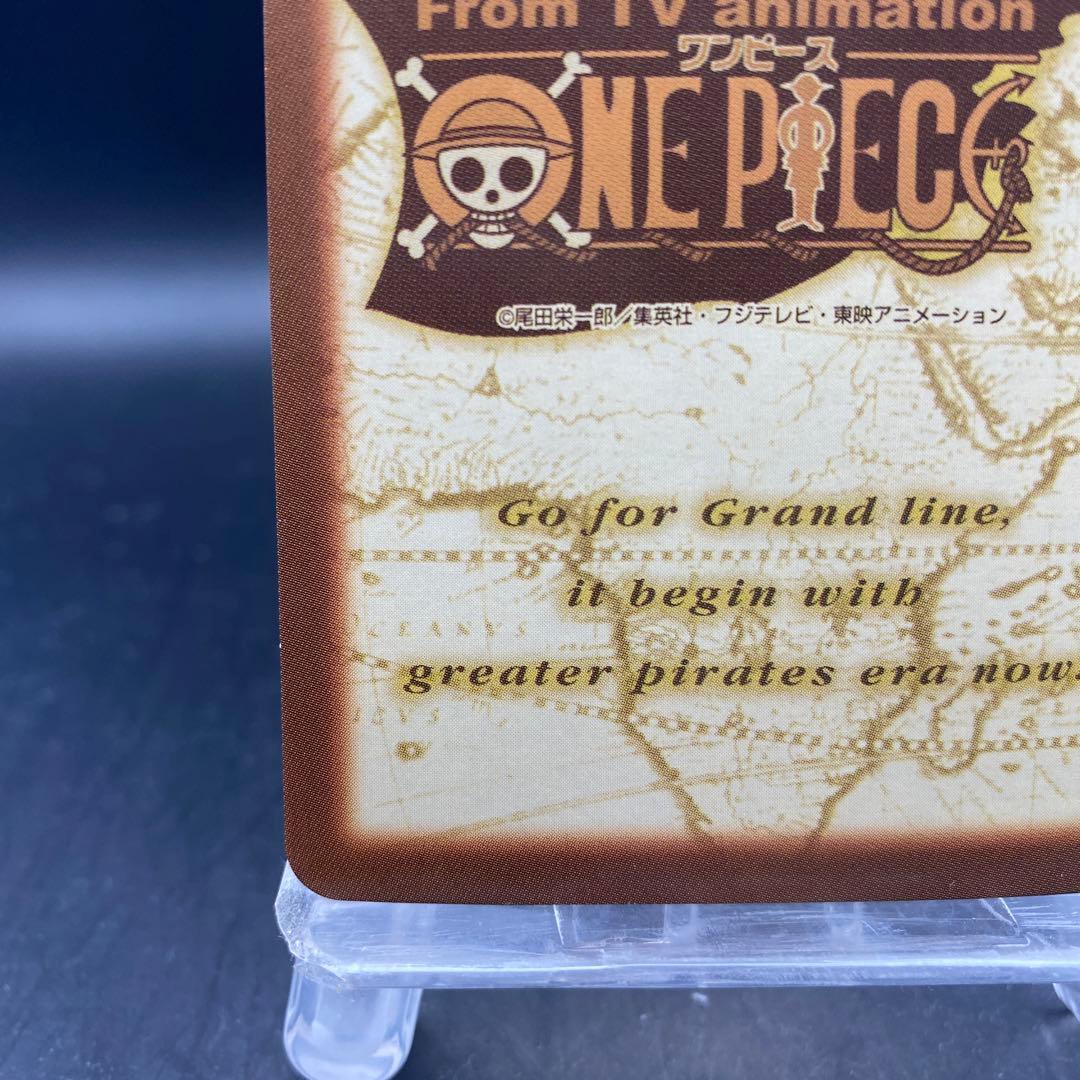 From TV animation
ワンピース
ONE PIECE
©尾田栄一郎／集英社・フジテレビ・東映アニメーション
Go for Grand line,
it begin with
greater pirates era now.